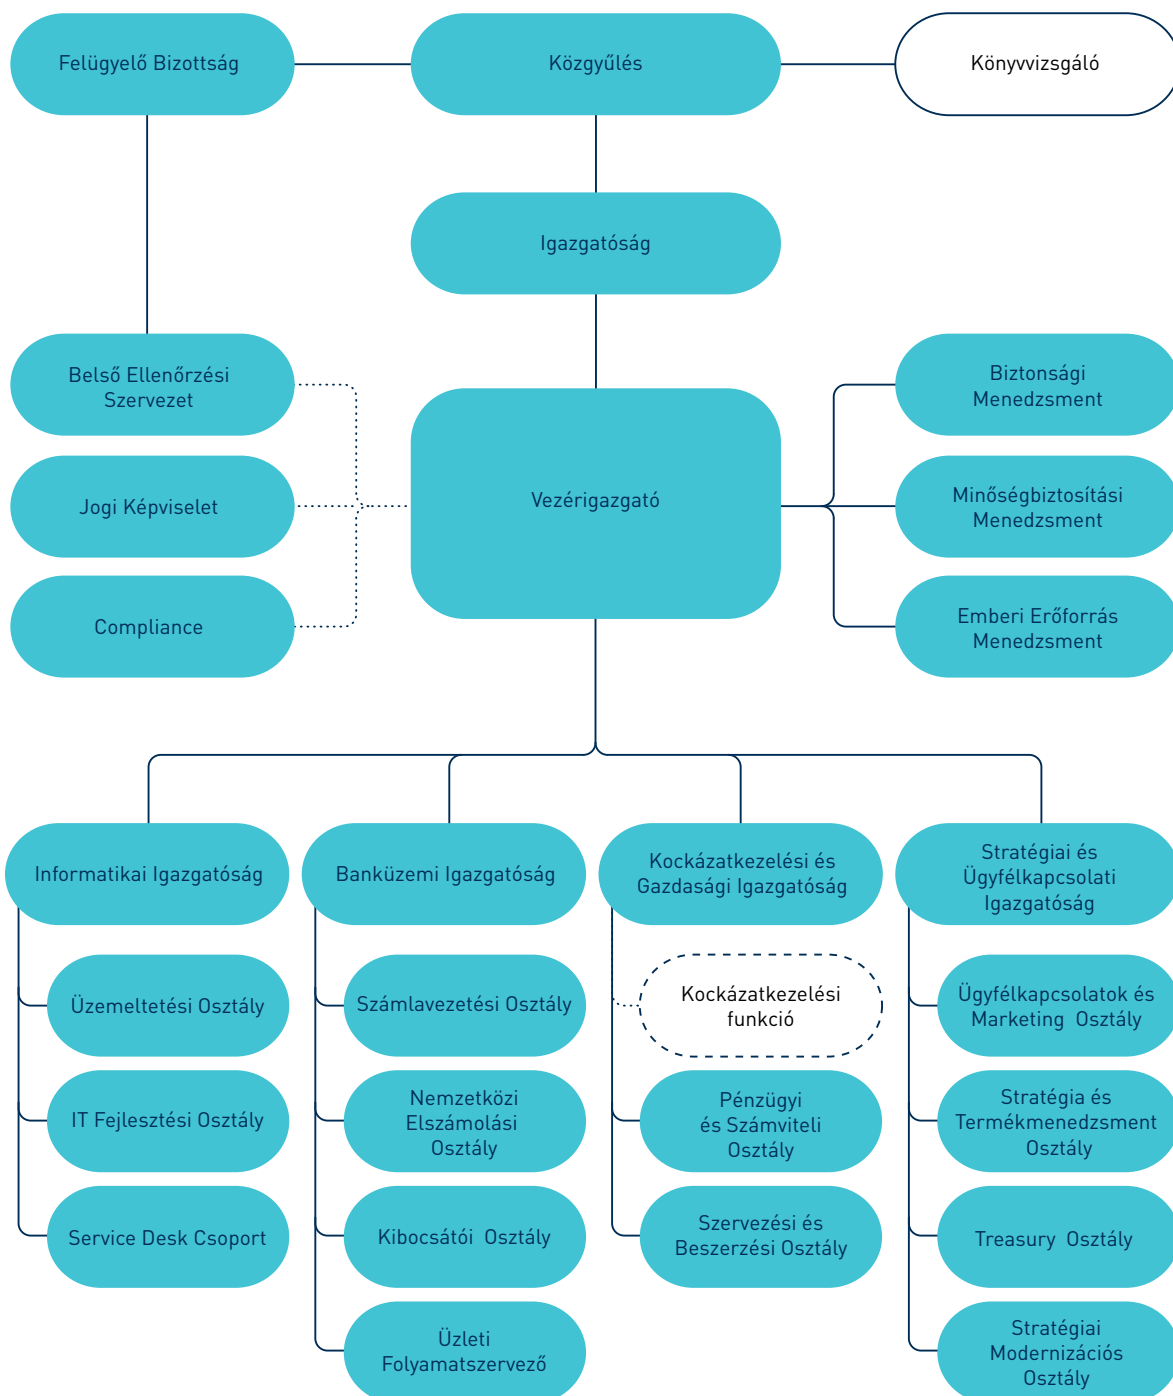 Felügyelő Bizottság
Közgyűlés
Könyvvizsgáló
Igazgatóság
Belső Ellenőrzési
Szervezet
Jogi Képviselet
Compliance
Vezérigazgató
Biztonsági
Menedzsment
Minőségbiztosítási
Menedzsment
Emberi Erőforrás
Menedzsment
Informatikai Igazgatóság
Üzemeltetési Osztály
IT Fejlesztési Osztály
Service Desk Csoport
Banküzemi Igazgatóság
Számlavezetési Osztály
Nemzetközi
Elszámolási
Osztály
Kibocsátói Osztály
Üzleti
Folyamatszervező
Kockázatkezelési és
Gazdasági Igazgatóság
Kockázatkezelési
funkció
Pénzügyi
és Számviteli
Osztály
Szervezési és
Beszerzési Osztály
Stratégiai és
Ügyfélkapcsolati
Igazgatóság
Ügyfélkapcsolatok és
Marketing Osztály
Stratégia és
Termékmenedzsment
Osztály
Treasury Osztály
Stratégiai
Modernizációs
Osztály